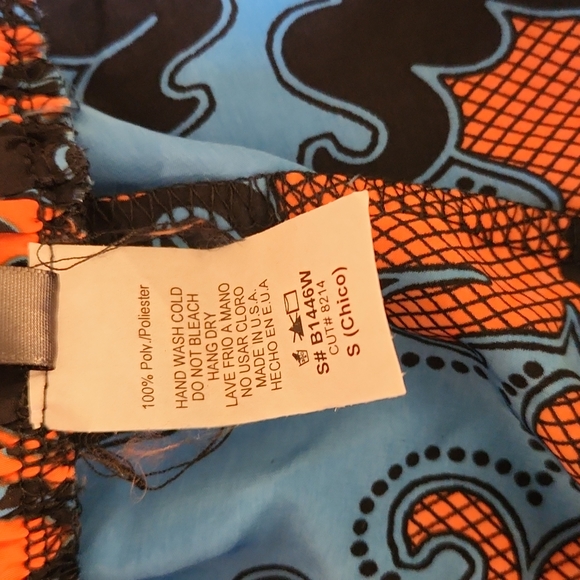 100% Poly./Poliester
HAND WASH COLD
DO NOT BLEACH
HANG DRY
LAVE FRIO A MANO
NO USAR CLORO
MADE IN U.S.A.
HECHO EN E.U.A
S# B1446W
CUT# 8214
S (Chico)